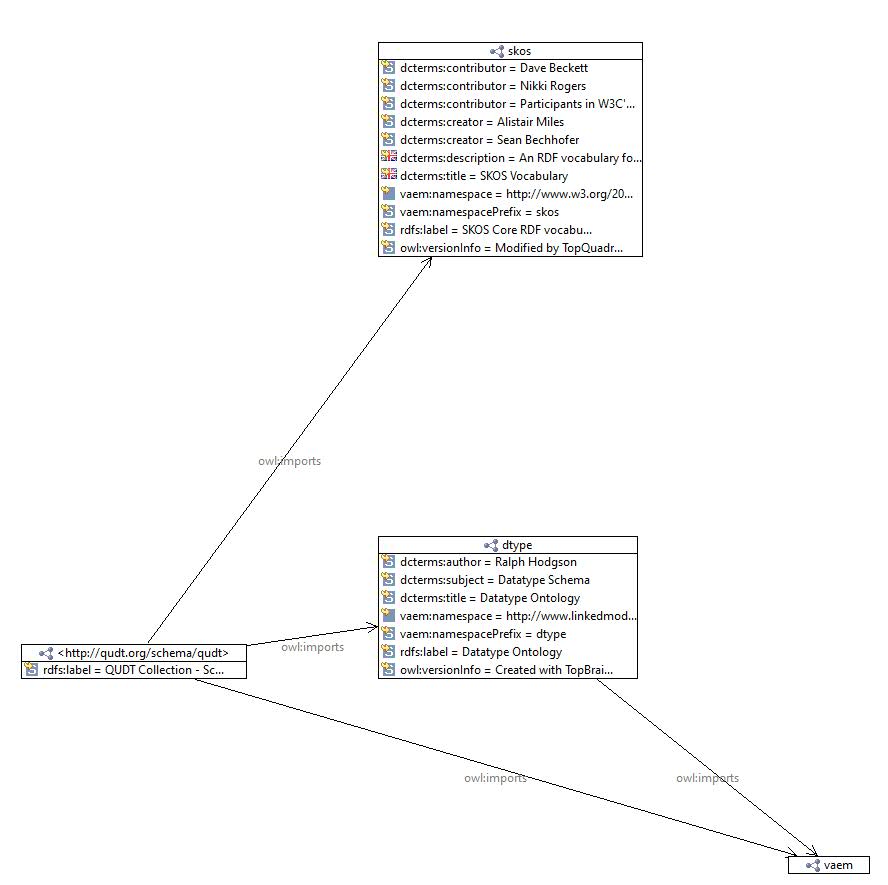 skos
dcterms:contributor = Dave Beckett
dcterms:contributor = Nikki Rogers
dcterms:contributor = Participants in W3C'...
dcterms:creator = Alistair Miles
dcterms:creator = Sean Bechhofer
dcterms:description = An RDF vocabulary fo...
dcterms:title = SKOS Vocabulary
vaem:namespace = http://www.w3.org/20...
vaem:namespacePrefix = skos
rdfs:label = SKOS Core RDF vocabu...
owl:versionInfo = Modified by TopQuadr...
owl:imports
dtype
dcterms:author = Ralph Hodgson
dcterms:subject = Datatype Schema
dcterms:title = Datatype Ontology
vaem:namespace = http://www.linkedmod...
vaem:namespacePrefix = dtype
rdfs:label = Datatype Ontology
owl:versionInfo = Created with TopBrai...
owl:imports
<http://qudt.org/schema/qudt>
rdfs:label = QUDT Collection - Sc...
owl:imports
owl:imports
vaem